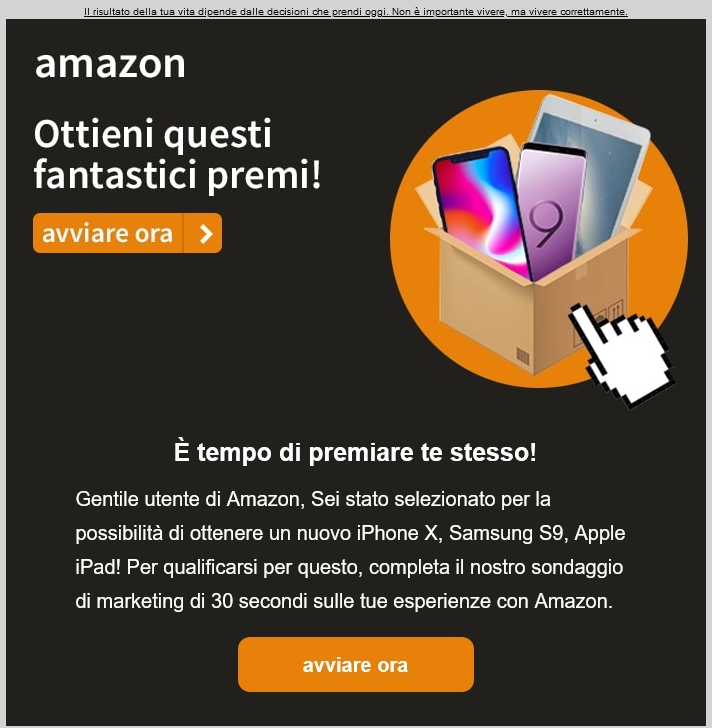 Il risultato della tua vita dipende dalle decisioni che prendi oggi. Non è importante vivere, ma vivere correttamente.
amazon
Ottieni questi
fantastici premi!
avviare ora
9
È tempo di premiare te stesso!
Gentile utente di Amazon, Sei stato selezionato per la
possibilità di ottenere un nuovo iPhone X, Samsung S9, Apple
iPad! Per qualificarsi per questo, completa il nostro sondaggio
di marketing di 30 secondi sulle tue esperienze con Amazon.
avviare ora